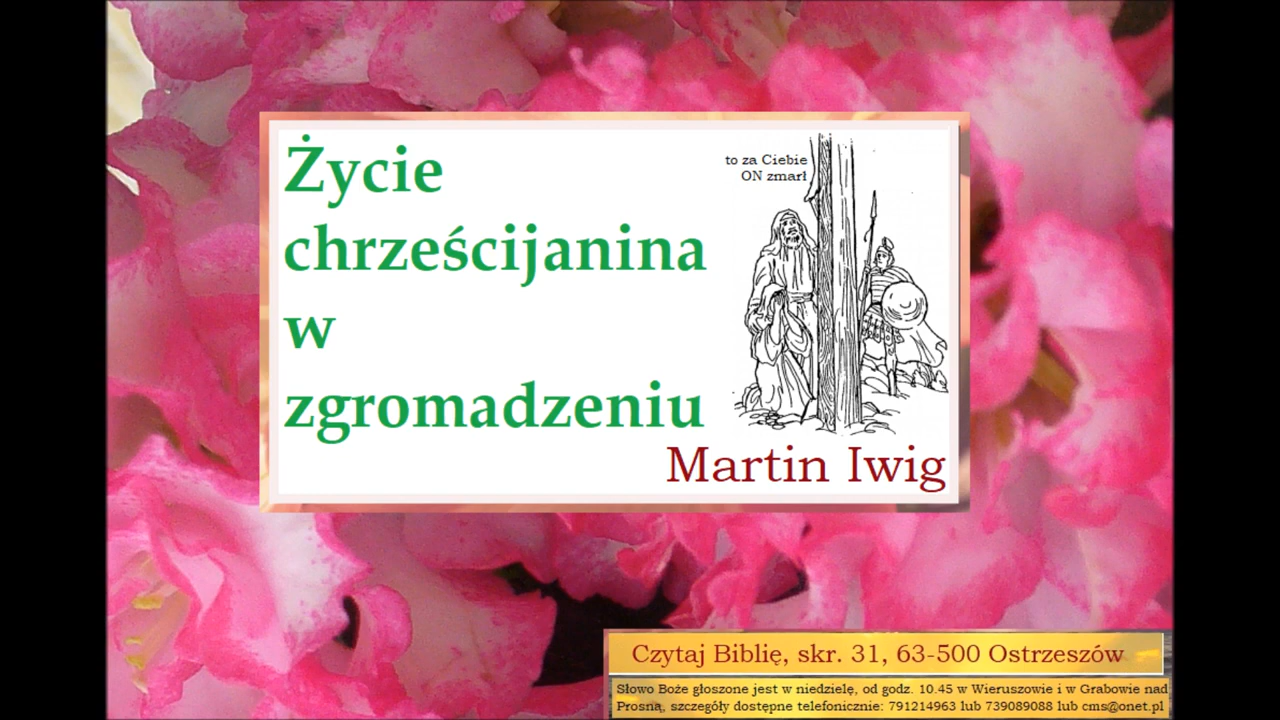 Życie
chrześcijanina
w
zgromadzeniu
to za Ciebie
ON zmarł
Martin Iwig
Czytaj Biblię, skr. 31, 63-500 Ostrzeszów
Słowo Boże głoszone jest w niedzielę, od godz. 10.45 w Wieruszowie i w Grabowie nad
Prosną, szczegóły dostępne telefonicznie: 791214963 lub 739089088 lub cms@onet.pl